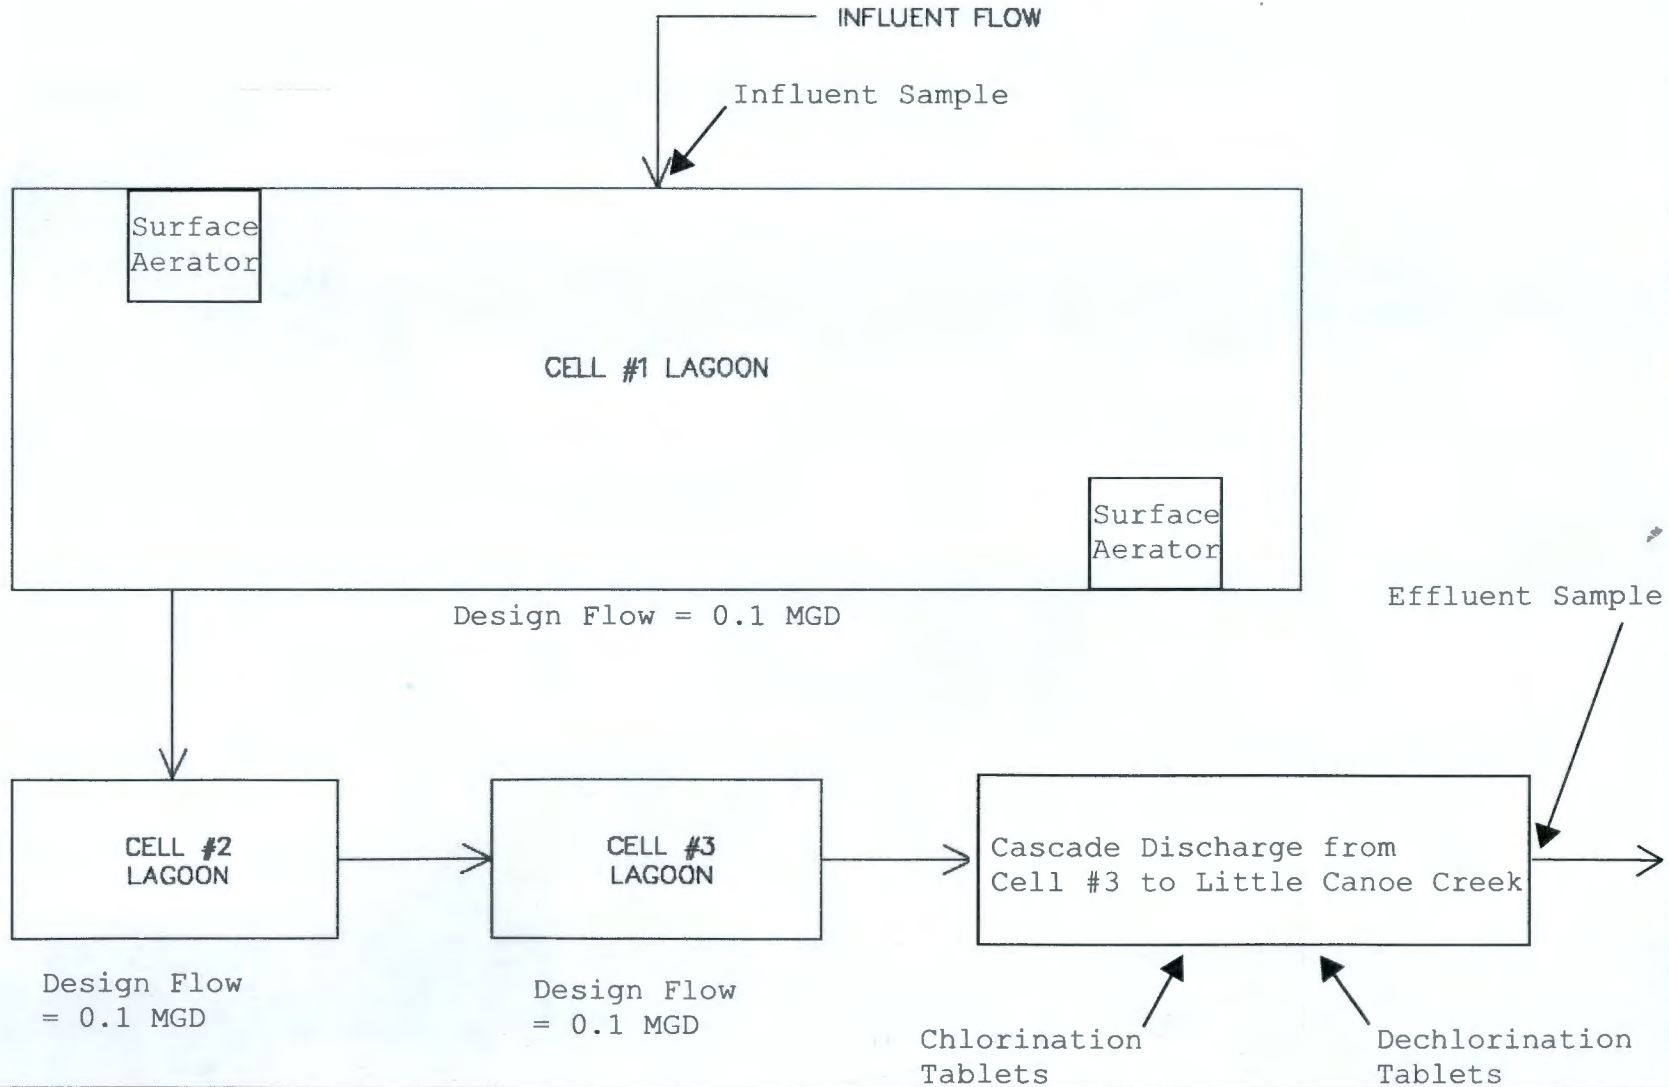 INFLUENT FLOW
Influent Sample
Surface
Aerator
CELL #1 LAGOON
Surface
Aerator
Design Flow = 0.1 MGD
Effluent Sample
CELL #2
LAGOON
CELL #3
LAGOON
Cascade Discharge from
Cell #3 to Little Canoe Creek
Design Flow
= 0.1 MGD
Design Flow
= 0.1 MGD
Chlorination
Tablets
Dechlorination
Tablets